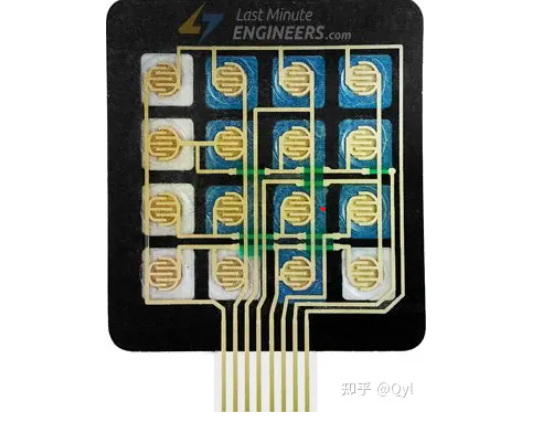 Last Minute
ENGINEERS.com
知乎 @Qyl